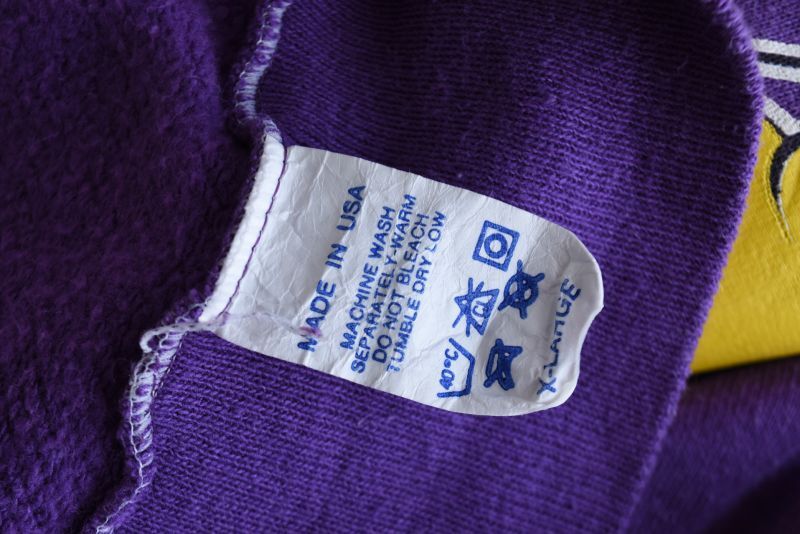 MADE IN USA
MACHINE WASH
SEPARATELY-WARM
DO NOT BLEACH
TUMBLE DRY LOW
40°C
X-LARGE